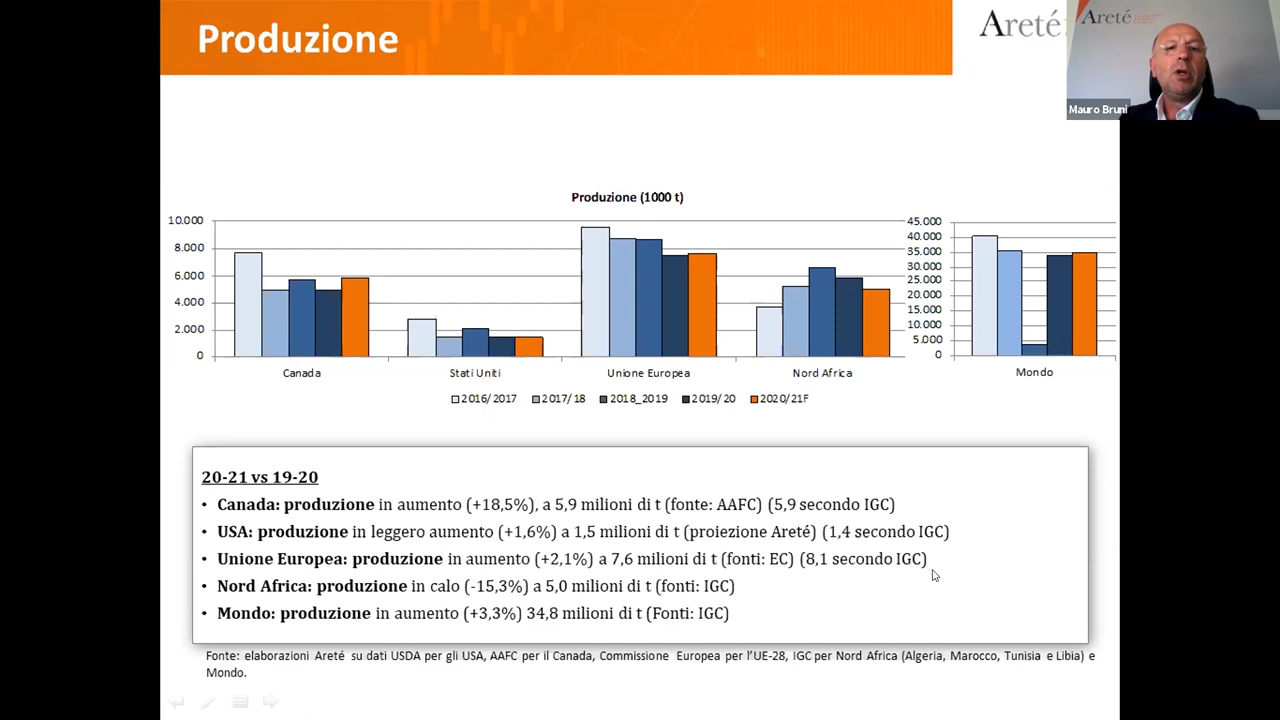 Produzione
Areté
Areté
Mauro Bruni
Produzione (1000 t)
10.000
8.000
6.000
4.000
2.000
0
45.000
40.000
35.000
30.000
25.000
20.000
15.000
10.000
5.000
0
Canada
Stati Uniti
Unione Europea
Nord Africa
Mondo
2016/2017
2017/18
2018_2019
2019/20
2020/21F
20-21 vs 19-20
• Canada: produzione in aumento (+18,5%), a 5,9 milioni di t (fonte: AAFC) (5,9 secondo IGC)
• USA: produzione in leggero aumento (+1,6%) a 1,5 milioni di t (proiezione Areté) (1,4 secondo IGC)
• Unione Europea: produzione in aumento (+2,1%) a 7,6 milioni di t (fonti: EC) (8,1 secondo IGC)
• Nord Africa: produzione in calo (-15,3%) a 5,0 milioni di t (fonti: IGC)
• Mondo: produzione in aumento (+3,3%) 34,8 milioni di t (Fonti: IGC)
Fonte: elaborazioni Areté su dati USDA per gli USA, AAFC per il Canada, Commissione Europea per l'UE-28, IGC per Nord Africa (Algeria, Marocco, Tunisia e Libia) e
Mondo.